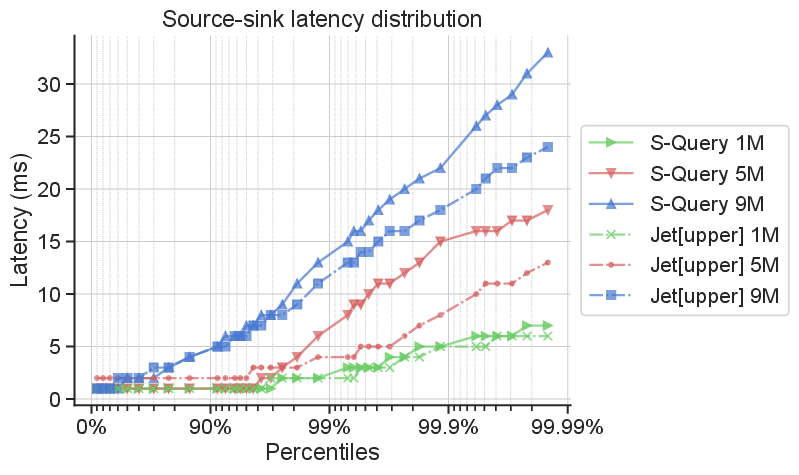 Source-sink latency distribution
Latency (ms)
30
25
20
15
10
5
0
0%
90%
99%
99.9%
99.99%
Percentiles
S-Query 1M
S-Query 5M
S-Query 9M
Jet[upper] 1M
Jet[upper] 5M
Jet[upper] 9M